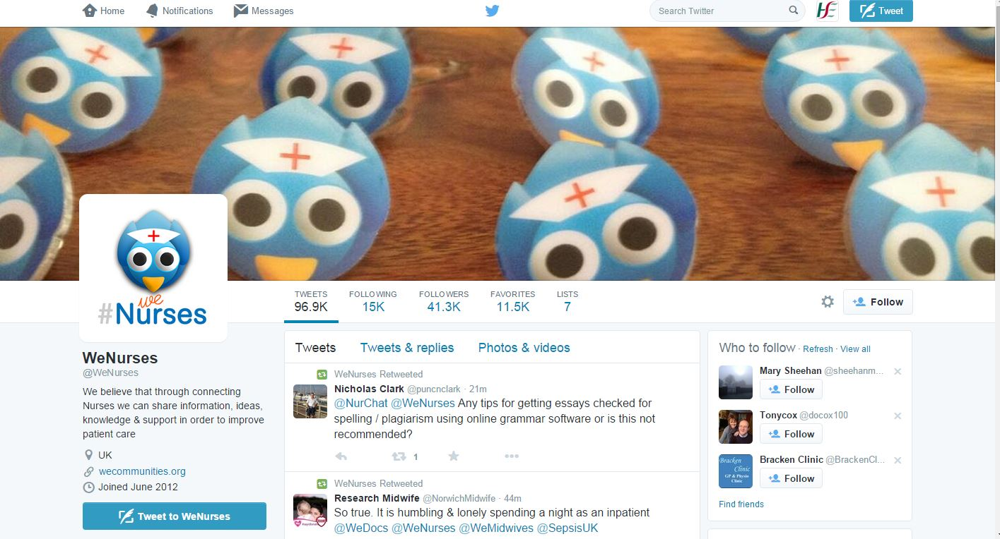 Home Notifications Messages Search Twitter HSE Tweet
#weNurses
TWEETS FOLLOWING FOLLOWERS FAVORITES LISTS
96.9K 15K 41.3K 11.5K 7
Follow
WeNurses
@WeNurses
We believe that through connecting
Nurses we can share information, ideas,
knowledge & support in order to improve
patient care
UK
wecommunities.org
Joined June 2012
Tweet to WeNurses
Tweets Tweets & replies Photos & videos
WeNurses Retweeted
Nicholas Clark @puncnclark · 21m
@NurChat @WeNurses Any tips for getting essays checked for
spelling / plagiarism using online grammar software or is this not
recommended?
1
WeNurses Retweeted
Research Midwife @NorwichMidwife · 44m
So true. It is humbling & lonely spending a night as an inpatient
@WeDocs @WeNurses @WeMidwives @SepsisUK
Who to follow · Refresh · View all
Mary Sheehan @sheehanm...
Follow
Tonycox @docox100
Follow
Bracken Clinic @BrackenCl...
Bracken
Clinic
GP & Physio
Clinic
Follow
Find friends